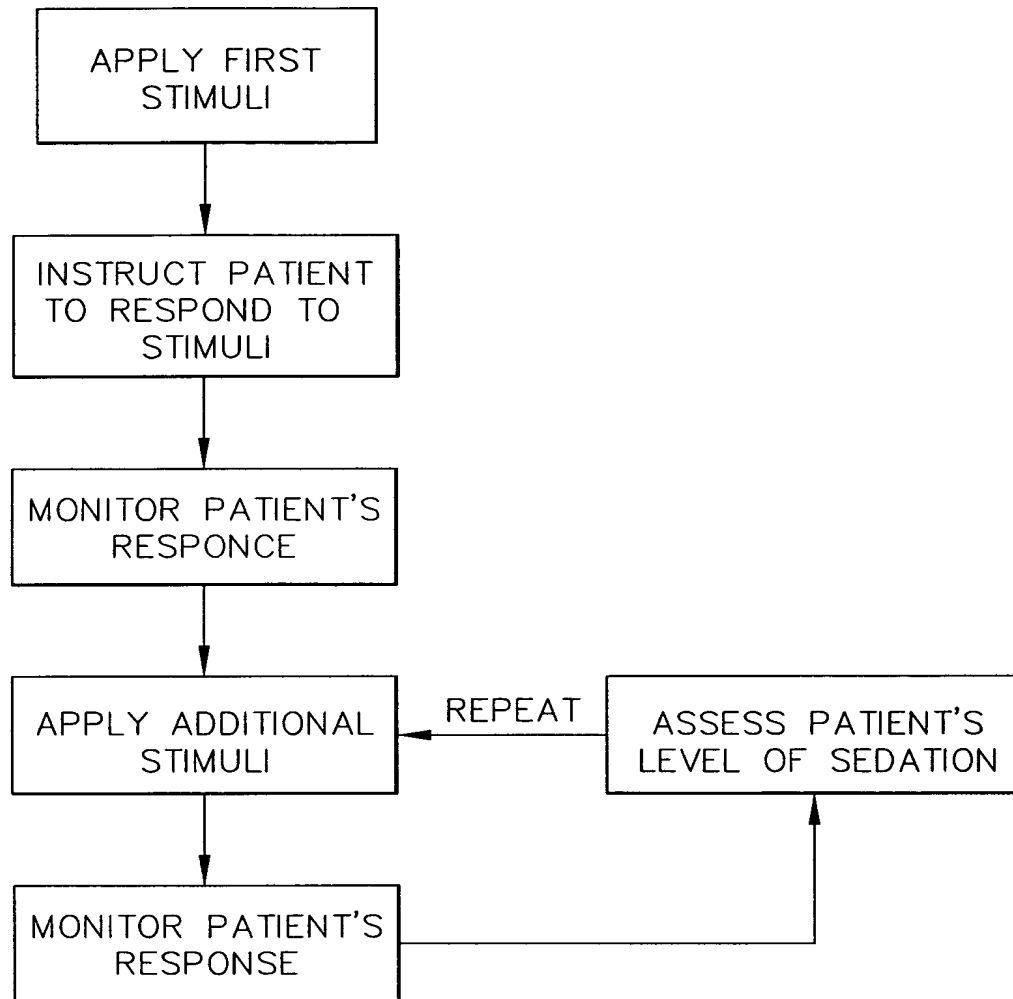 APPLY FIRST
STIMULI
INSTRUCT PATIENT
TO RESPOND TO
STIMULI
MONITOR PATIENT'S
RESPONCE
APPLY ADDITIONAL
STIMULI
REPEAT
ASSESS PATIENT'S
LEVEL OF SEDATION
MONITOR PATIENT'S
RESPONSE